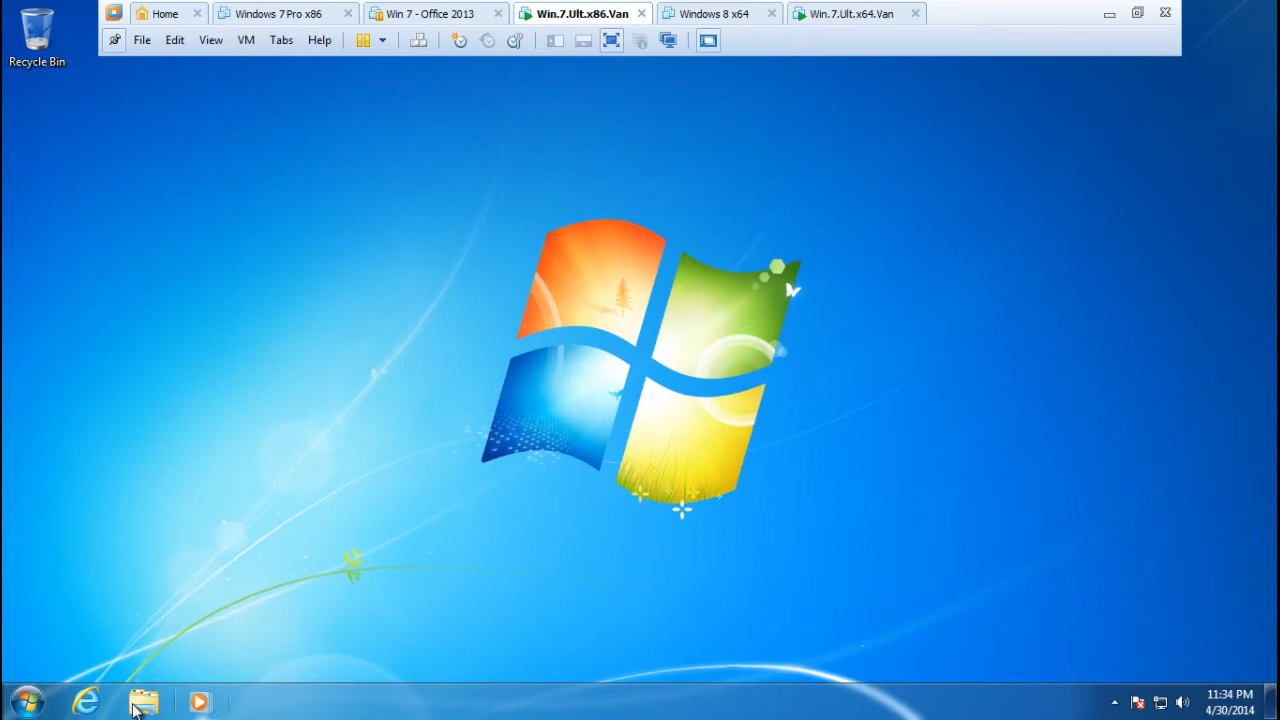 Home
Windows 7 Pro x86
Win 7 - Office 2013
Win.7.Ult.x86.Van
Windows 8 x64
Win.7.Ult.x64.Van
File Edit View VM Tabs Help
Recycle Bin
11:34 PM
4/30/2014